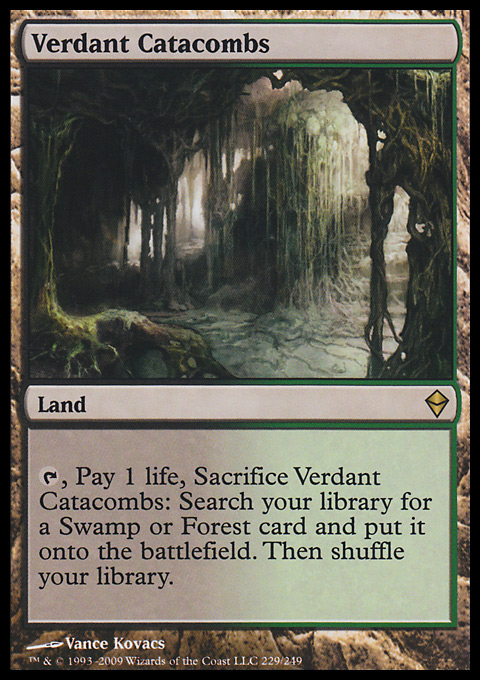 Verdant Catacombs
Land
, Pay 1 life, Sacrifice Verdant
Catacombs: Search your library for
a Swamp or Forest card and put it
onto the battlefield. Then shuffle
your library.
Vance Kovacs
™ & © 1993–2009 Wizards of the Coast LLC 229/249